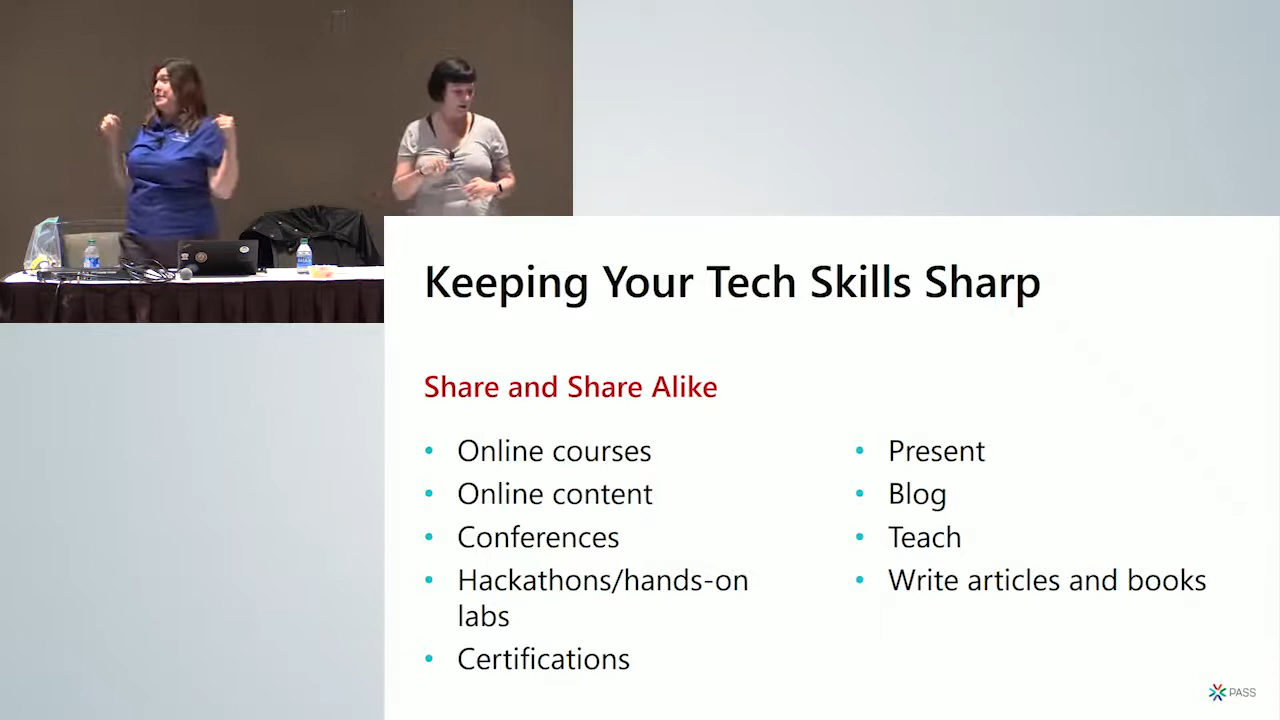 Keeping Your Tech Skills Sharp
Share and Share Alike
• Online courses
• Online content
• Conferences
• Hackathons/hands-on
labs
• Certifications
• Present
• Blog
• Teach
• Write articles and books
PASS